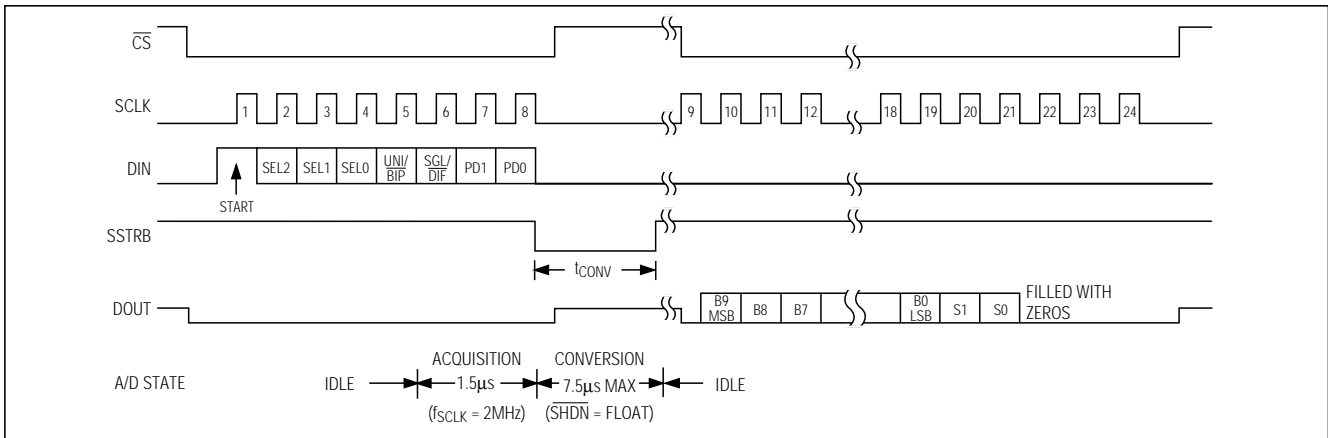 CS
SCLK 1 2 3 4 5 6 7 8 9 10 11 12 18 19 20 21 22 23 24
DIN SEL2 SEL1 SEL0 UNI/BIP SGL/DIF PD1 PD0
START
SSTRB
tCONV
DOUT B9 MSB B8 B7 B0 LSB S1 S0 FILLED WITH ZEROS
ACQUISITION CONVERSION
A/D STATE IDLE 1.5µs 7.5µs MAX IDLE
(fSCLK = 2MHz) (SHDN = FLOAT)